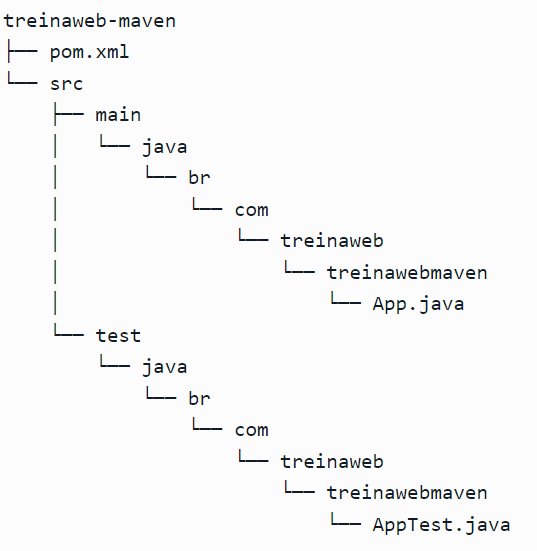 treinaweb-maven
├── pom.xml
└── src
    ├── main
    │   └── java
    │       └── br
    │           └── com
    │               └── treinaweb
    │                   └── treinawebmaven
    │                       └── App.java
    └── test
        └── java
            └── br
                └── com
                    └── treinaweb
                        └── treinawebmaven
                            └── AppTest.java